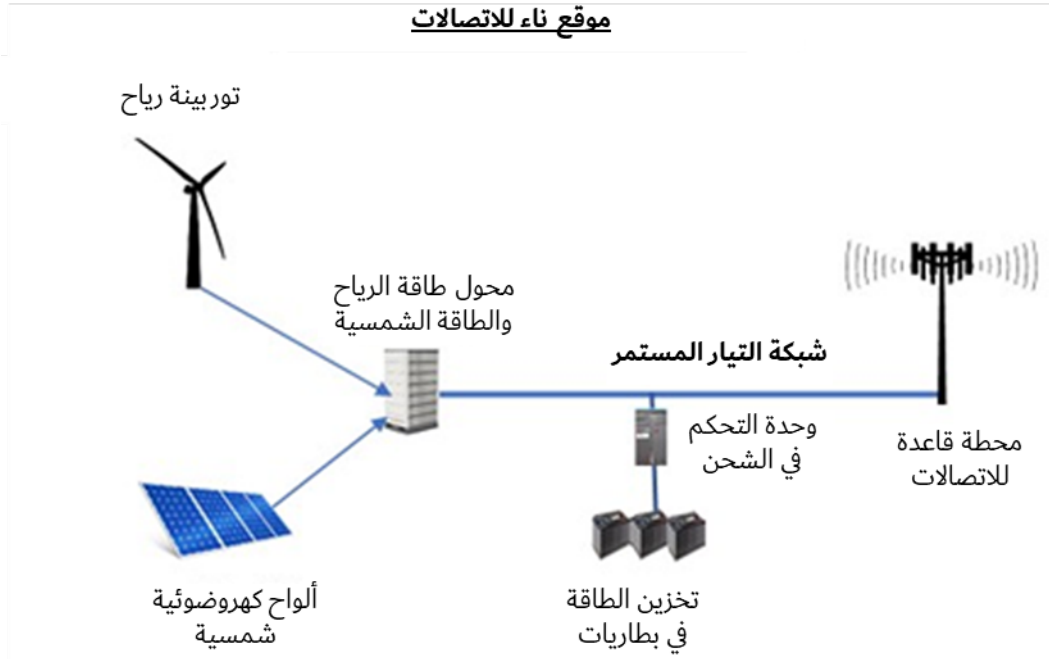 موقع ناء للاتصالات
توربينة رياح
محول طاقة الرياح
والطاقة الشمسية
شبكة التيار المستمر
وحدة التحكم
في الشحن
محطة قاعدة
للاتصالات
ألواح كهروضوئية
شمسية
تخزين الطاقة
في بطاريات